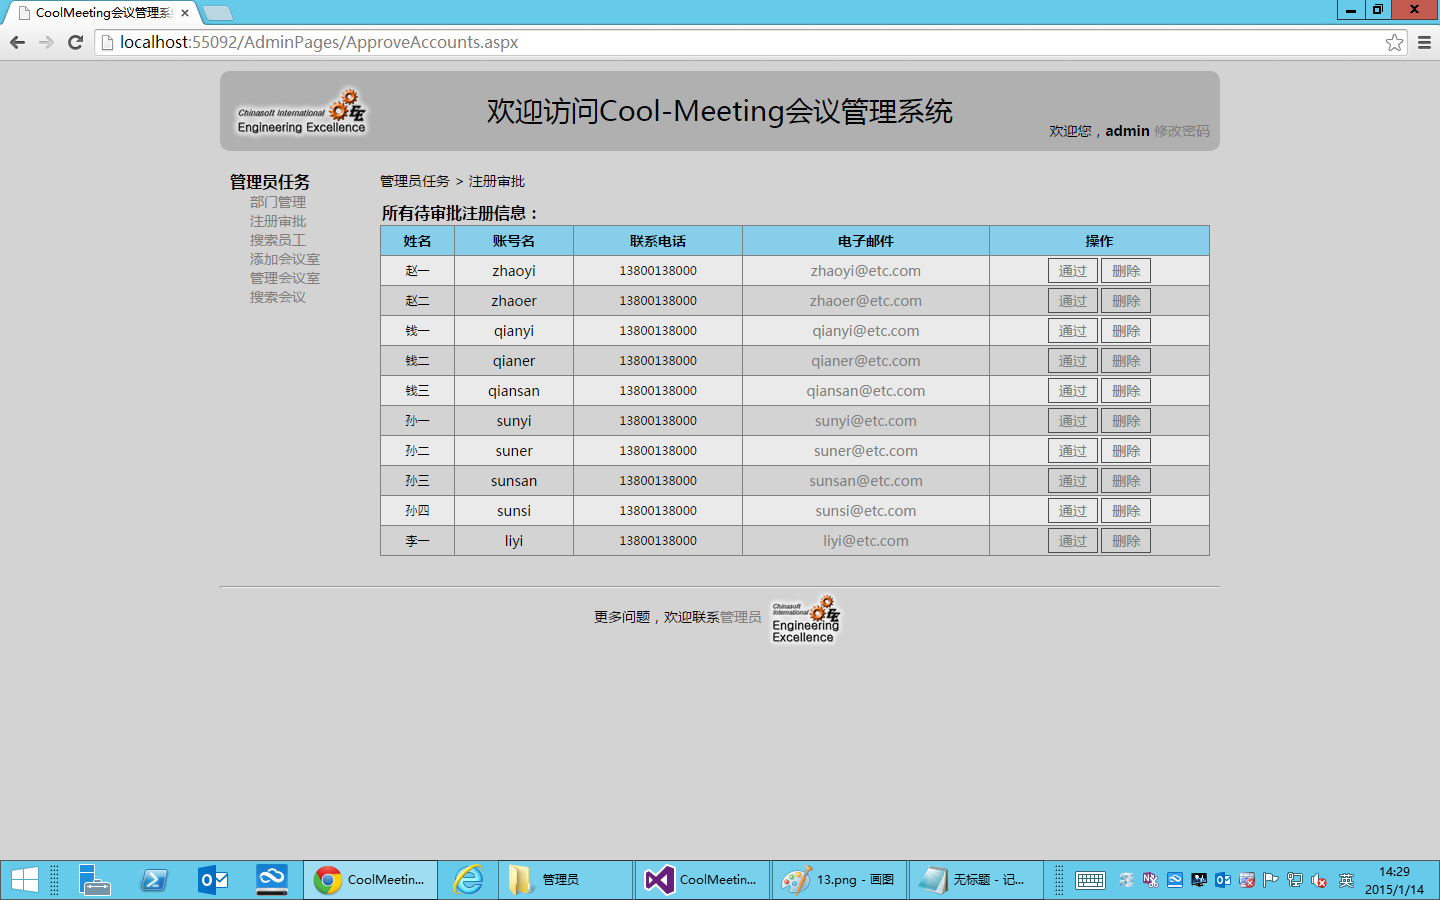 CoolMeeting会议管理系
localhost:55092/AdminPages/ApproveAccounts.aspx
Chinasoft International
Engineering Excellence
欢迎访问Cool-Meeting会议管理系统
欢迎您，admin 修改密码
管理员任务
部门管理
注册审批
搜索员工
添加会议室
管理会议室
搜索会议
管理员任务 > 注册审批
所有待审批注册信息：
姓名 账号名 联系电话 电子邮件 操作
赵一 zhaoyi 13800138000 zhaoyi@etc.com 通过 删除
赵二 zhaoer 13800138000 zhaoer@etc.com 通过 删除
钱一 qianyi 13800138000 qianyi@etc.com 通过 删除
钱二 qianer 13800138000 qianer@etc.com 通过 删除
钱三 qiansan 13800138000 qiansan@etc.com 通过 删除
孙一 sunyi 13800138000 sunyi@etc.com 通过 删除
孙二 suner 13800138000 suner@etc.com 通过 删除
孙三 sunsan 13800138000 sunsan@etc.com 通过 删除
孙四 sunsi 13800138000 sunsi@etc.com 通过 删除
李一 liyi 13800138000 liyi@etc.com 通过 删除
更多问题，欢迎联系管理员
Chinasoft
International
Engineering
Excellence
CoolMeetin... 管理员 CoolMeetin... 13.png - 画图 无标题 - 记... 英 14:29
2015/1/14